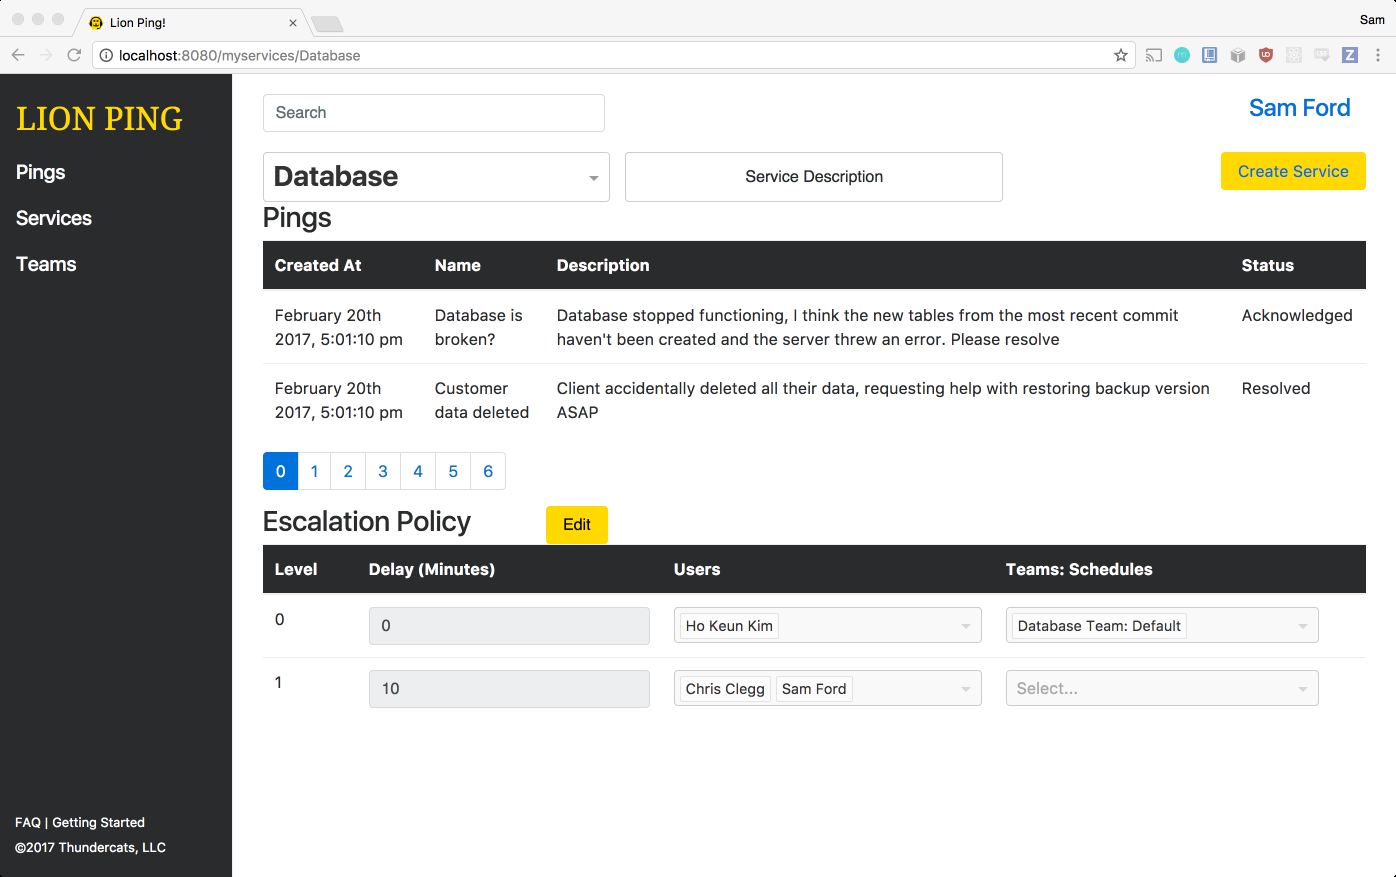 Lion Ping!
Sam
localhost:8080/myservices/Database
LION PING
Pings
Services
Teams
Search
Sam Ford
Database
Service Description
Create Service
Pings
Created At Name Description Status
February 20th 2017, 5:01:10 pm
Database is broken?
Database stopped functioning, I think the new tables from the most recent commit
haven't been created and the server threw an error. Please resolve
Acknowledged
February 20th 2017, 5:01:10 pm
Customer data deleted
Client accidentally deleted all their data, requesting help with restoring backup version
ASAP
Resolved
0 1 2 3 4 5 6
Escalation Policy Edit
Level Delay (Minutes) Users Teams: Schedules
0 0 Ho Keun Kim Database Team: Default
1 10 Chris Clegg Sam Ford Select...
FAQ | Getting Started
©2017 Thundercats, LLC